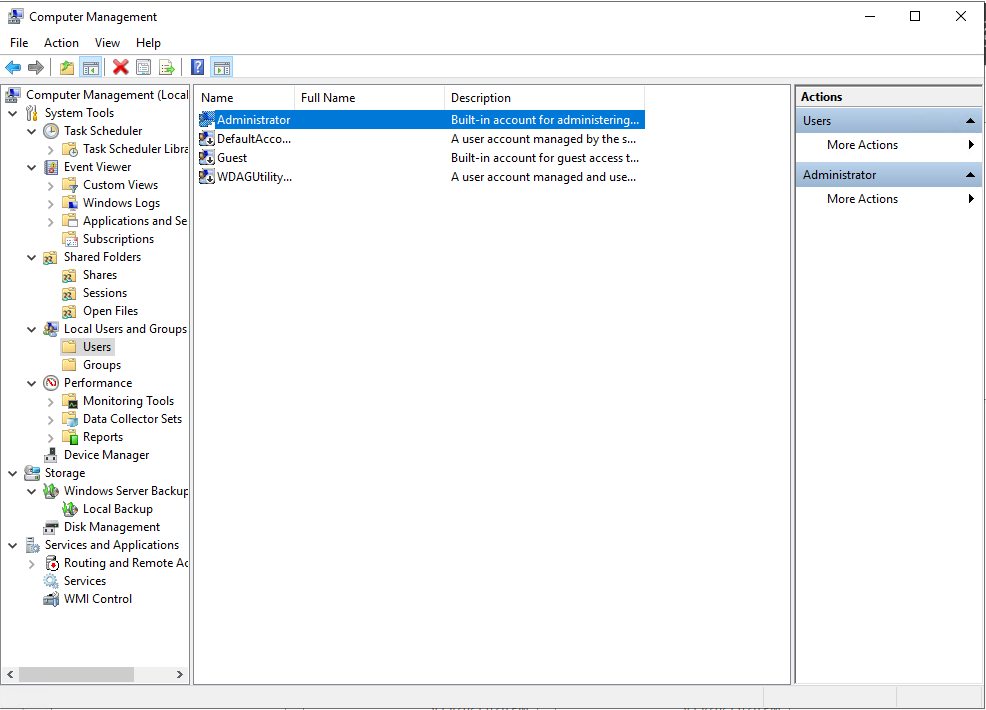 Computer Management
File Action View Help
Computer Management (Local
System Tools
Task Scheduler
Task Scheduler Libra
Event Viewer
Custom Views
Windows Logs
Applications and Se
Subscriptions
Shared Folders
Shares
Sessions
Open Files
Local Users and Groups
Users
Groups
Performance
Monitoring Tools
Data Collector Sets
Reports
Device Manager
Storage
Windows Server Backup
Local Backup
Disk Management
Services and Applications
Routing and Remote Ac
Services
WMI Control
Name Full Name Description
Administrator Built-in account for administering...
DefaultAcco... A user account managed by the s...
Guest Built-in account for guest access t...
WDAGUtility... A user account managed and use...
Actions
Users
More Actions
Administrator
More Actions